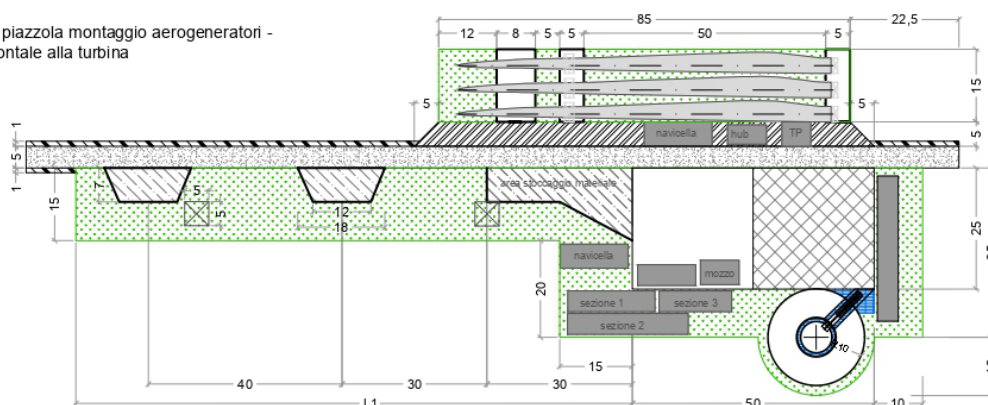 piazzola montaggio aerogeneratori -
ontale alla turbina
85
22,5
12
8
5
5
50
5
15
5
5
5
navicella
hub
TP
1
5
1
7
5
5
15
12
18
area stoccaggio materiale
25
navicella
mozzo
20
sezione 1
sezione 3
sezione 2
R10
15
40
30
30
L1
50
10